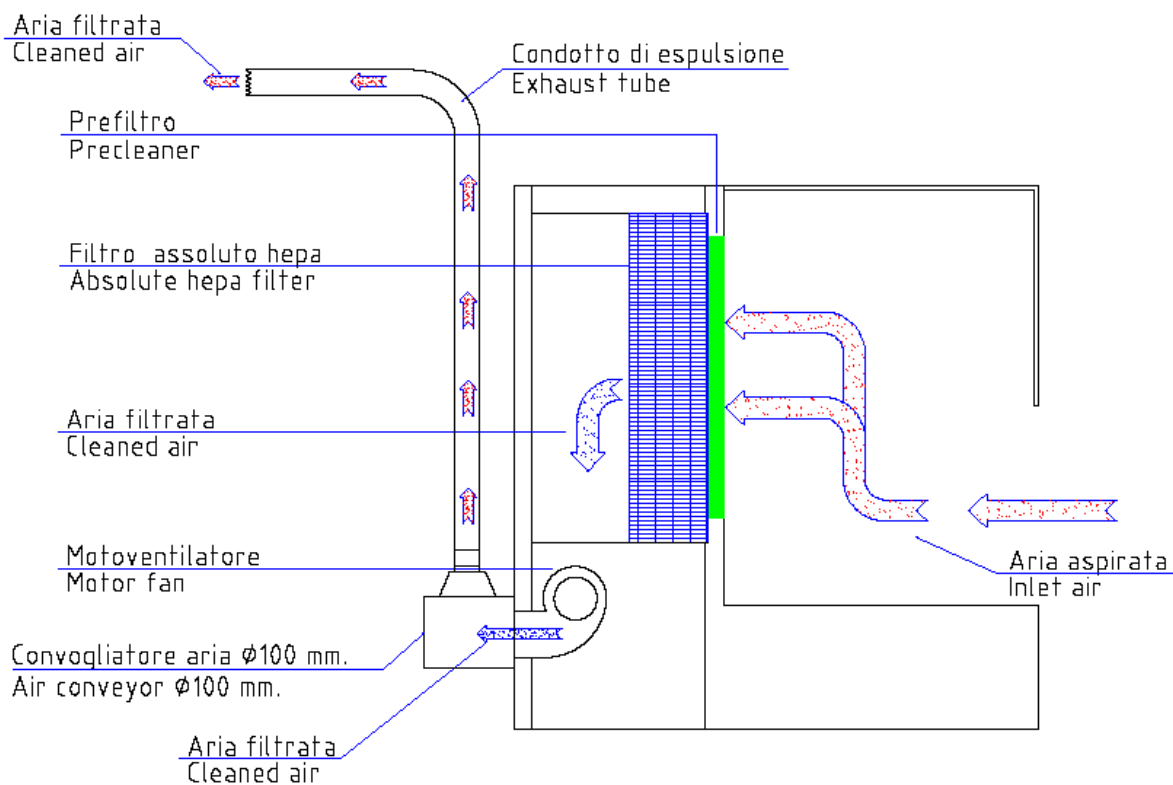 Aria filtrata
Cleaned air
Condotto di espulsione
Exhaust tube
Prefiltro
Precleaner
Filtro assoluto hepa
Absolute hepa filter
Aria filtrata
Cleaned air
Motoventilatore
Motor fan
Aria aspirata
Inlet air
Convogliatore aria Ø100 mm.
Air conveyor Ø100 mm.
Aria filtrata
Cleaned air